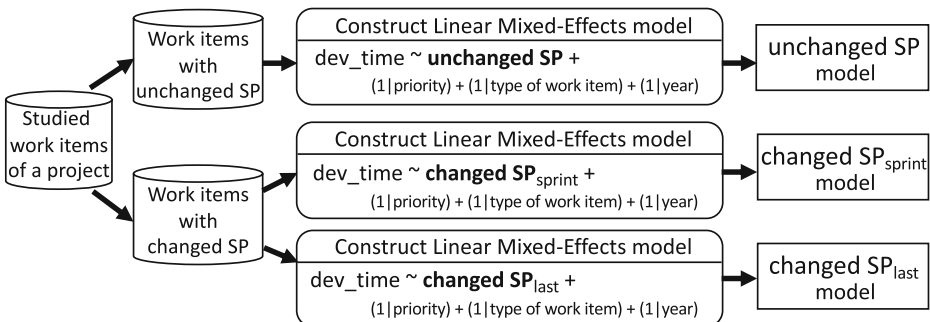 Studied
work items
of a project
Work items
with
unchanged SP
Construct Linear Mixed-Effects model
dev_time ~ unchanged SP +
(1|priority) + (1|type of work item) + (1|year)
unchanged SP
model
Work items
with
changed SP
Construct Linear Mixed-Effects model
dev_time ~ changed SPsprint +
(1|priority) + (1|type of work item) + (1|year)
changed SPsprint
model
Construct Linear Mixed-Effects model
dev_time ~ changed SPlast +
(1|priority) + (1|type of work item) + (1|year)
changed SPlast
model